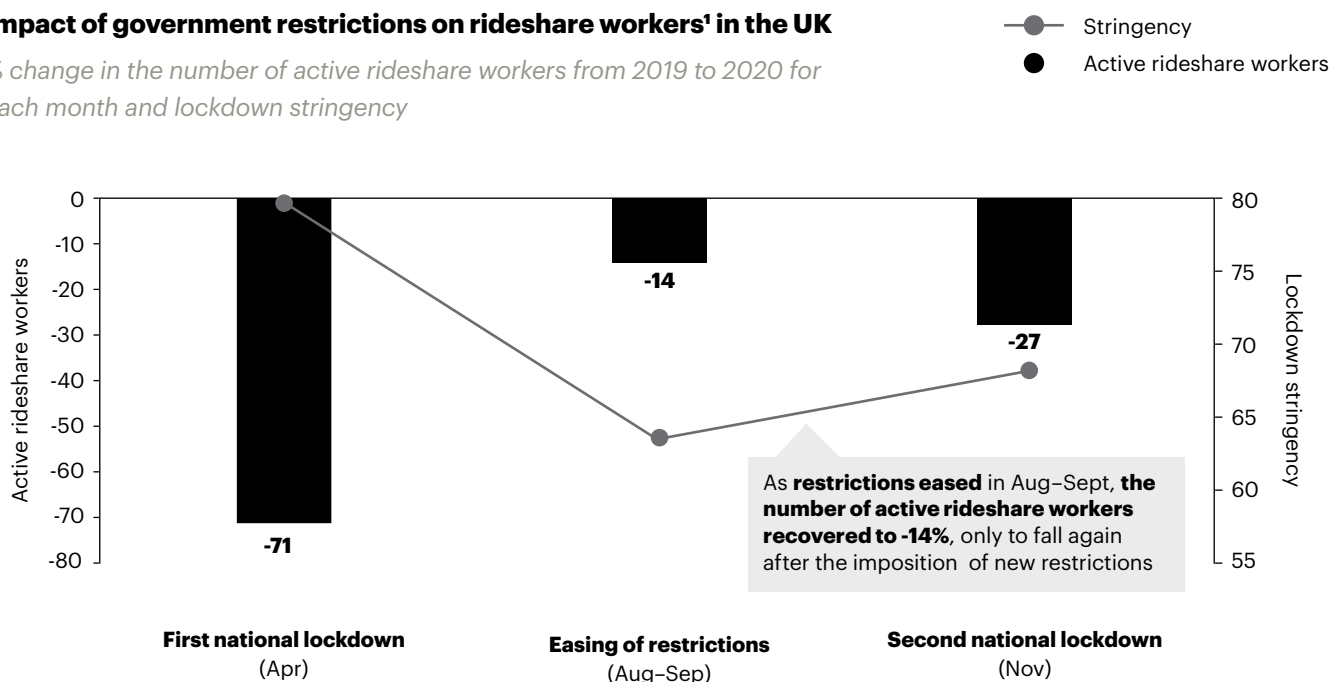 mpact of government restrictions on rideshare workers¹ in the UK
% change in the number of active rideshare workers from 2019 to 2020 for
ach month and lockdown stringency
Stringency
Active rideshare workers
0
-10
-20
-30
-40
-50
-60
-70
-80
Active rideshare workers
-71
-14
-27
80
75
70
65
60
55
Lockdown stringency
As restrictions eased in Aug–Sept, the
number of active rideshare workers
recovered to -14%, only to fall again
after the imposition of new restrictions
First national lockdown
(Apr)
Easing of restrictions
(Aug–Sep)
Second national lockdown
(Nov)